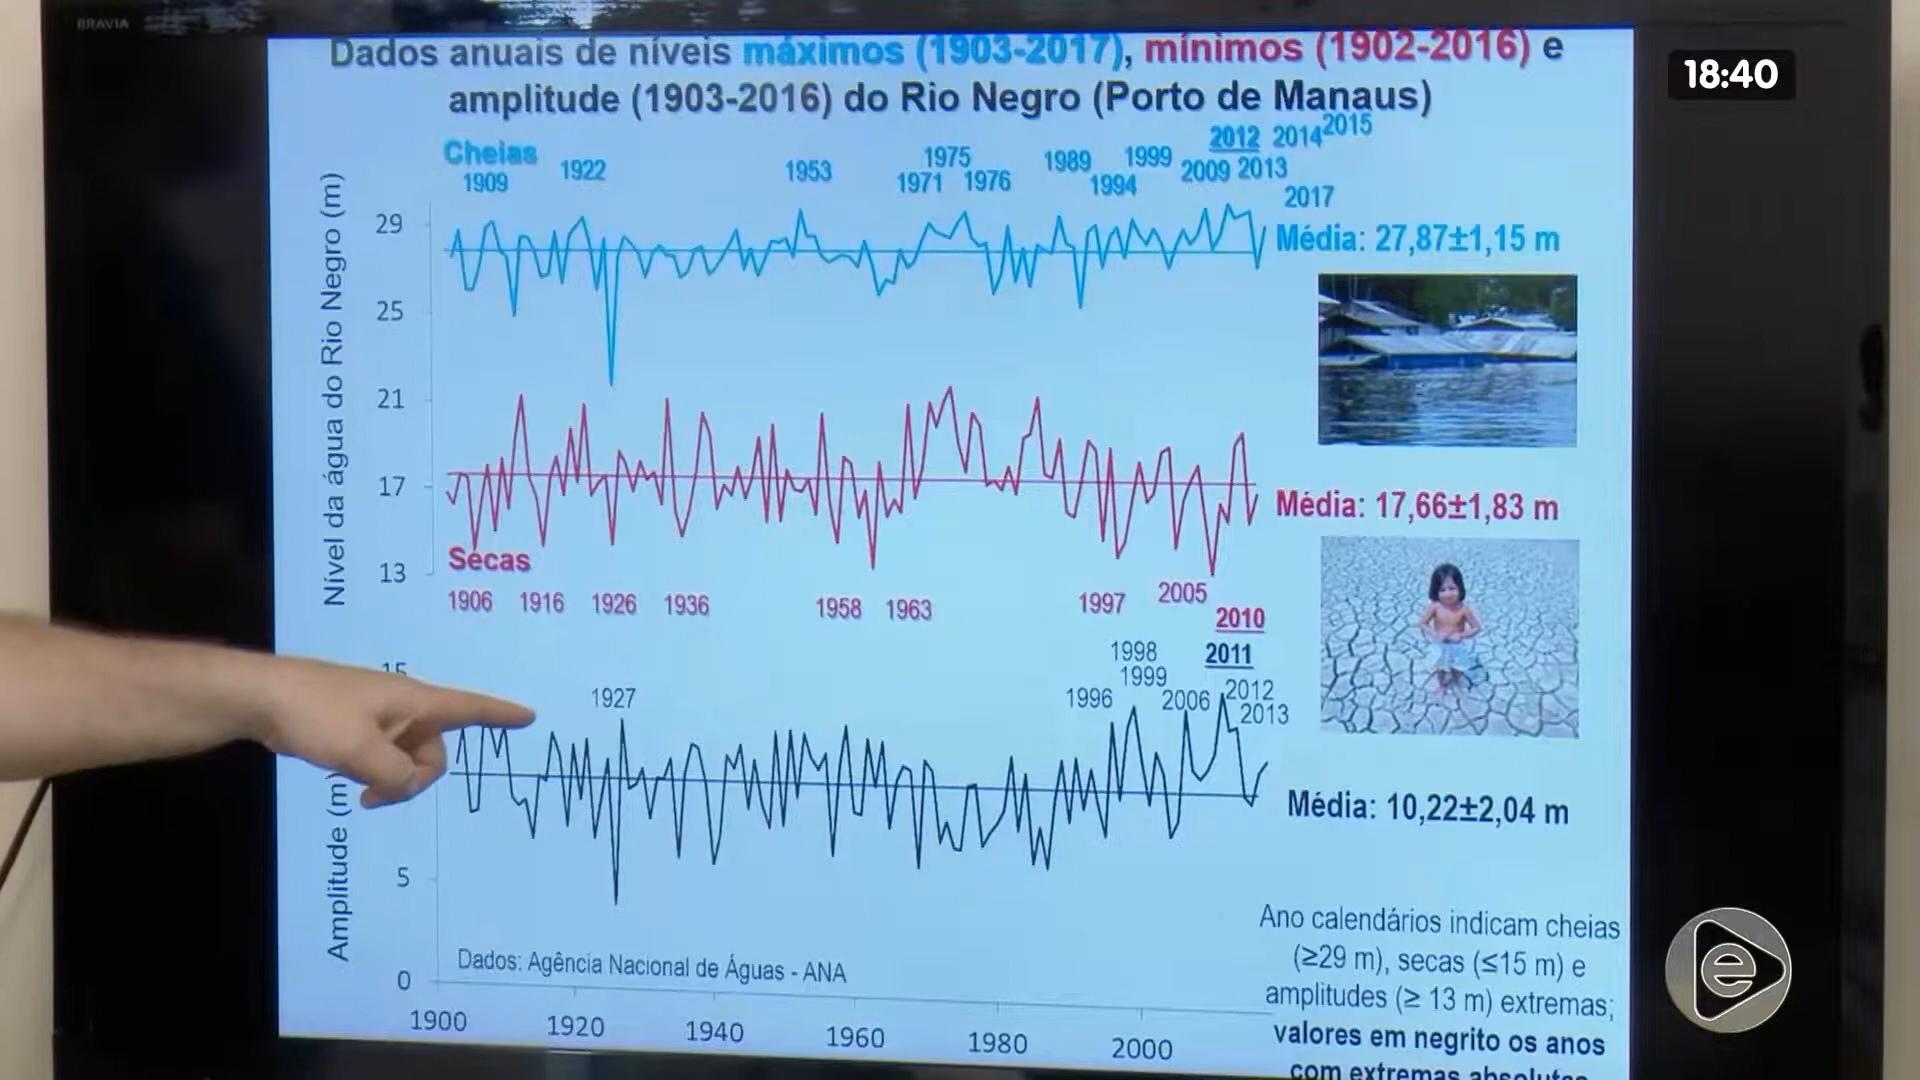 BRAVIA
18:40
Dados anuais de níveis máximos (1903-2017), mínimos (1902-2016) e
amplitude (1903-2016) do Rio Negro (Porto de Manaus)
Cheias
1909
1922
1953
1971
1975
1976
1989
1994
1999
2009
2012
2013
2014
2015
2017
Nível da água do Rio Negro (m)
29
25
21
17
13
Média: 27,87±1,15 m
Média: 17,66±1,83 m
Secas
1906
1916
1926
1936
1958
1963
1997
2005
2010
1927
1996
1998
1999
2006
2011
2012
2013
Amplitude (m)
15
5
0
Média: 10,22±2,04 m
Dados: Agência Nacional de Águas - ANA
1900
1920
1940
1960
1980
2000
Ano calendários indicam cheias
(≥29 m), secas (≤15 m) e
amplitudes (≥ 13 m) extremas;
valores em negrito os anos
com extremas absolutas
e